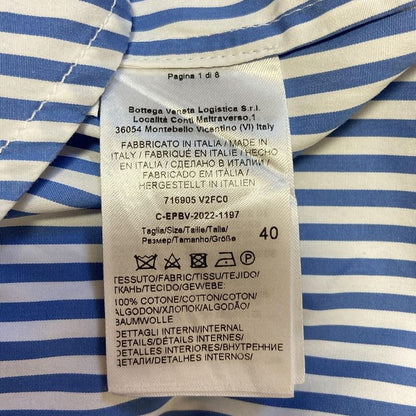 Pagina 1 di 8
Bottega Veneta Logistica S.r.l.
Località Conti Maltraverso,1
36054 Montebello Vicentino (VI) Italy
FABBRICATO IN ITALIA / MADE IN
ITALY / FABRIQUÉ EN ITALIE / HECHO
EN ITALIA / СДЕЛАНО В ИТАЛИИ /
FABRICADO EM ITÁLIA /
HERGESTELLT IN ITALIEN
716905 V2FC0
C-EPBV-2022-1197
Taglia/Size/Taille/Talla/
Размер/Tamanho/Größe 40
TESSUTO/FABRIC/TISSU/TEJIDO/
ТКАНЬ/TECIDO/GEWEBE:
100% COTONE/COTTON/COTON/
ALGODON/ХЛОПОК/ALGODÃO/
BAUMWOLLE
DETTAGLI INTERNI/INTERNAL
DETAILS/DÉTAILS INTERNES/
DETALLES INTERIORES/ВНУТРЕННИЕ
ДЕТАЛИ/DETALHES INTERNOS/